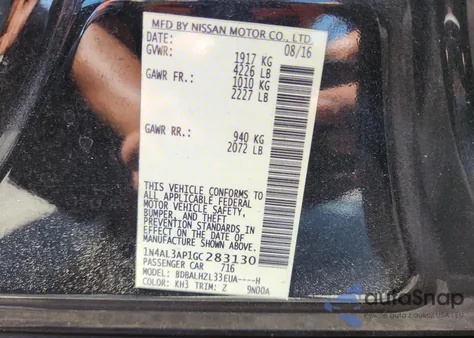 MFD BY NISSAN MOTOR CO., LTD.
DATE: 08/16
GVWR: 1917 KG
4226 LB
GAWR FR.: 1010 KG
2227 LB
GAWR RR.: 940 KG
2072 LB
THIS VEHICLE CONFORMS TO
ALL APPLICABLE FEDERAL
MOTOR VEHICLE SAFETY,
BUMPER, AND THEFT
PREVENTION STANDARDS IN
EFFECT ON THE DATE OF
MANUFACTURE SHOWN ABOVE.
1N4AL3AP1GC283130
PASSENGER CAR 716
MODEL: BDBALHZL33EUA----H
COLOR: KH3 TRIM: Z 9N00A
autoSnap